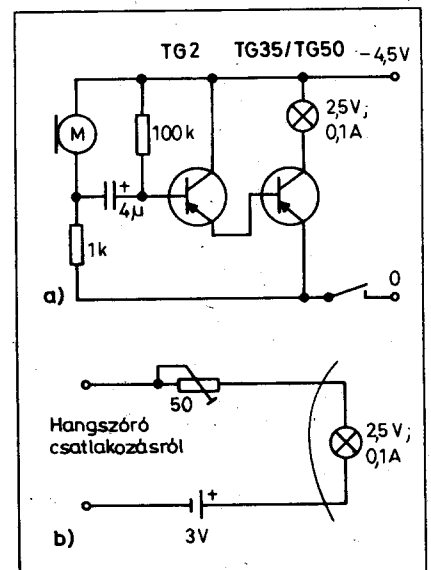 TG2 TG35/TG50 -4,5V
M
100k
2,5V;
0,1A
+
4µ
1k
0
a)
50
Hangszóró
csatlakozásról
2,5V;
0,1A
+
3V
b)